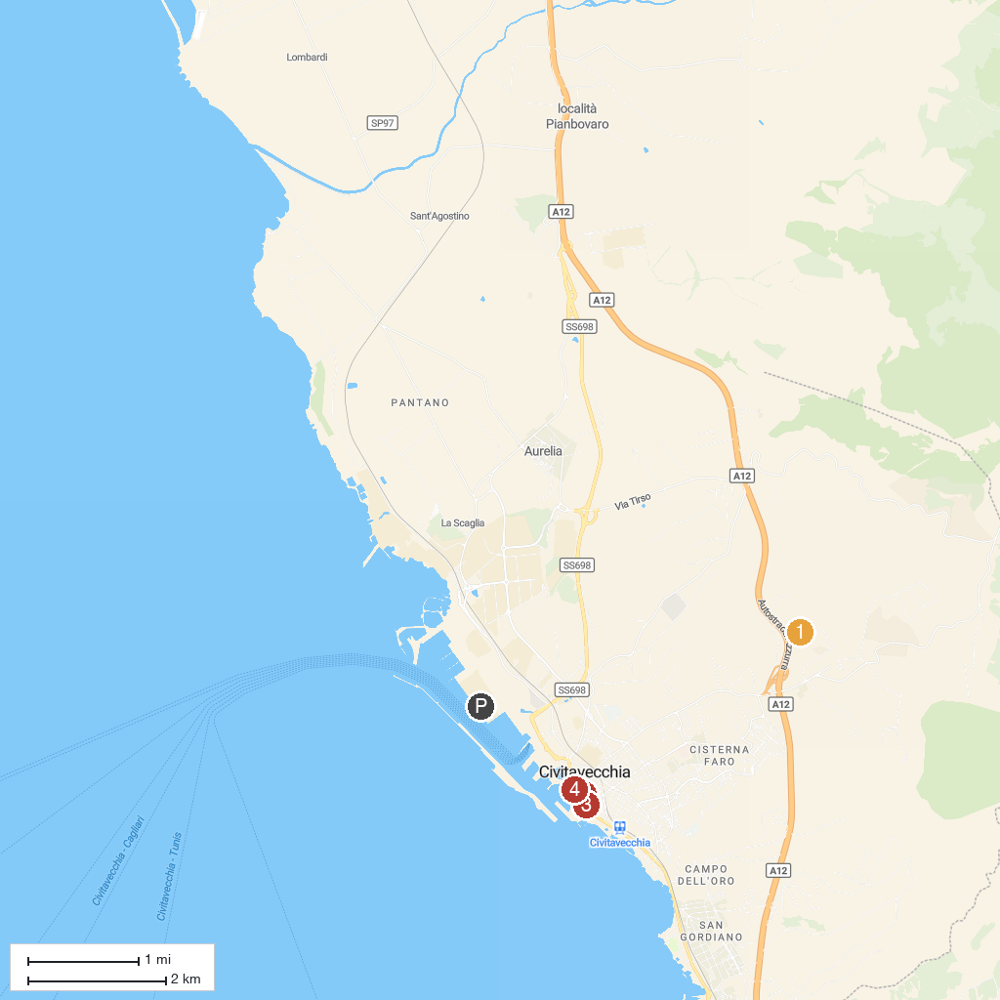 Lombardi
località
Pianbovaro
SP97
Sant'Agostino
A12
A12
SS698
PANTANO
Aurelia
A12
Via Tirso
La Scaglia
SS698
1
SS698
P
A12
CISTERNA
FARO
Civitavecchia
4
3
Civitavecchia
Civitavecchia - Cagliari
Civitavecchia - Tunis
CAMPO
DELL'ORO
A12
SAN
GORDIANO
1 mi
2 km